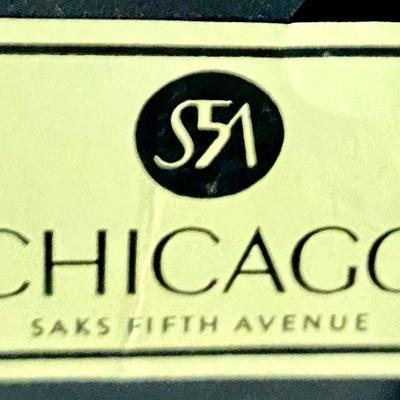 S5A
CHICAGO
SAKS FIFTH AVENUE